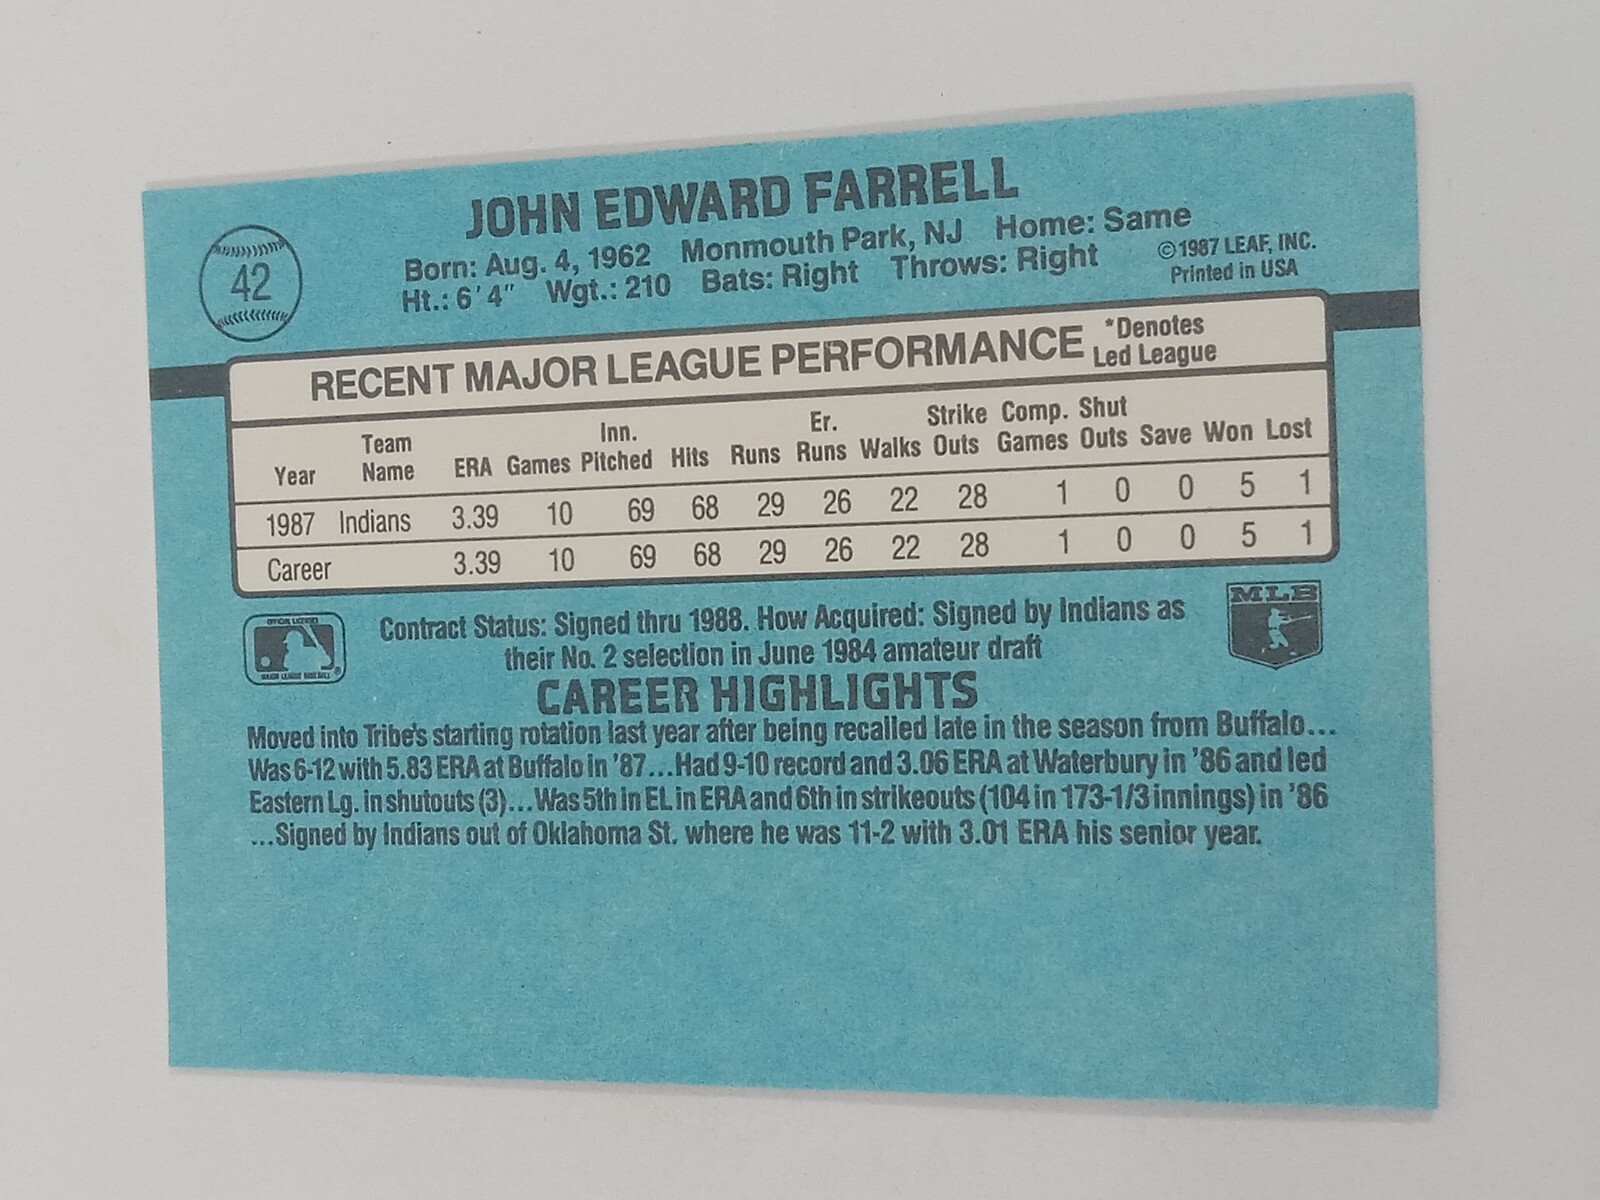 JOHN EDWARD FARRELL
42
Born: Aug. 4, 1962 Monmouth Park, NJ Home: Same
Ht.: 6'4" Wgt.: 210 Bats: Right Throws: Right
©1987 LEAF, INC.
Printed in USA
RECENT MAJOR LEAGUE PERFORMANCE *Denotes
Led League
Year Team Name ERA Games Inn. Pitched Hits Runs Er. Runs Walks Strike Outs Comp. Games Shut Outs Save Won Lost
1987 Indians 3.39 10 69 68 29 26 22 28 1 0 0 5 1
Career 3.39 10 69 68 29 26 22 28 1 0 0 5 1
MLB
MAJOR LEAGUE BASEBALL
Contract Status: Signed thru 1988. How Acquired: Signed by Indians as
their No. 2 selection in June 1984 amateur draft
CAREER HIGHLIGHTS
Moved into Tribe's starting rotation last year after being recalled late in the season from Buffalo...
Was 6-12 with 5.83 ERA at Buffalo in '87...Had 9-10 record and 3.06 ERA at Waterbury in '86 and led
Eastern Lg. in shutouts (3)...Was 5th in EL in ERA and 6th in strikeouts (104 in 173-1/3 innings) in '86
...Signed by Indians out of Oklahoma St. where he was 11-2 with 3.01 ERA his senior year.